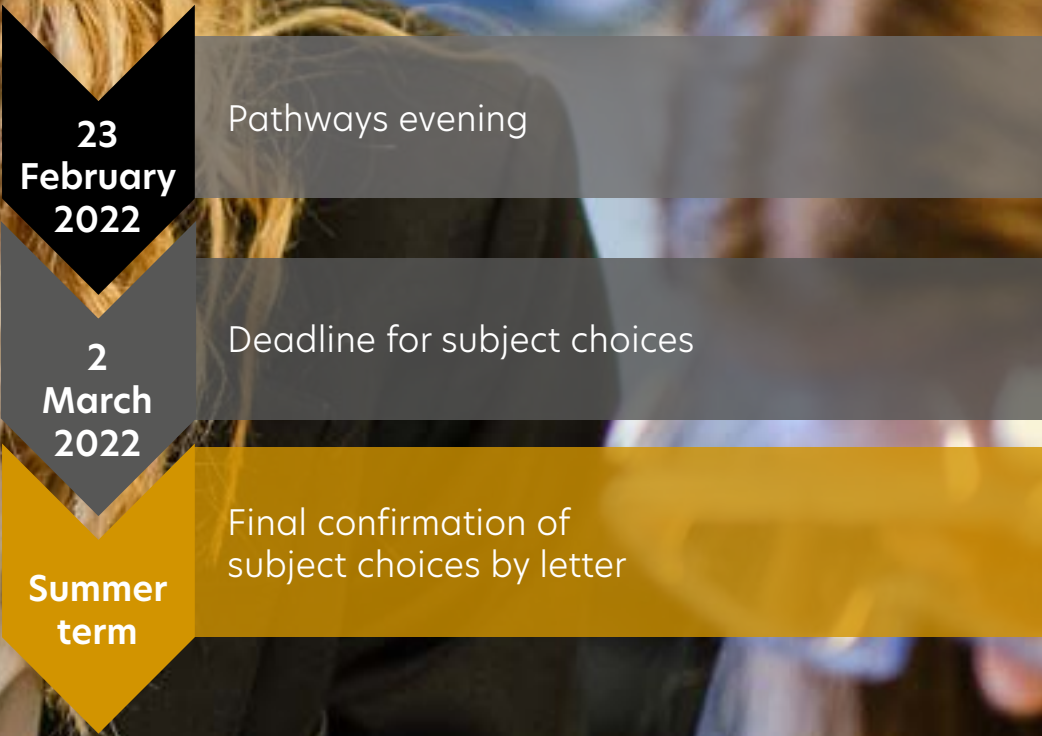 23
February
2022
Pathways evening
2
March
2022
Deadline for subject choices
Summer
term
Final confirmation of
subject choices by letter